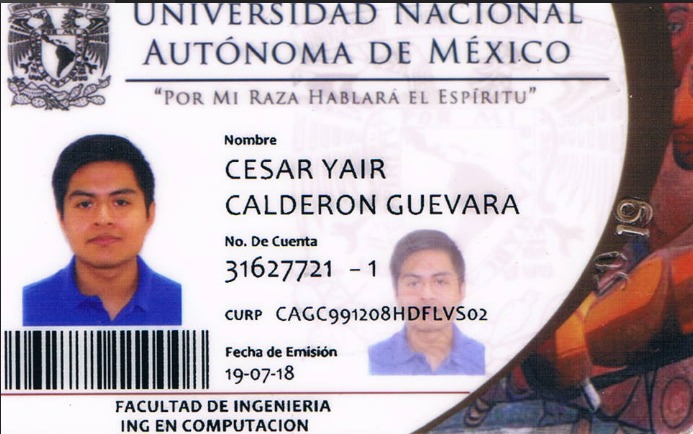 UNIVERSIDAD NACIONAL
AUTÓNOMA DE MÉXICO
“POR MI RAZA HABLARÁ EL ESPÍRITU”
Nombre
CESAR YAIR
CALDERON GUEVARA
No. De Cuenta
31627721 – 1
CURP CAGC991208HDFLVS02
Fecha de Emisión
19-07-18
FACULTAD DE INGENIERIA
ING EN COMPUTACION